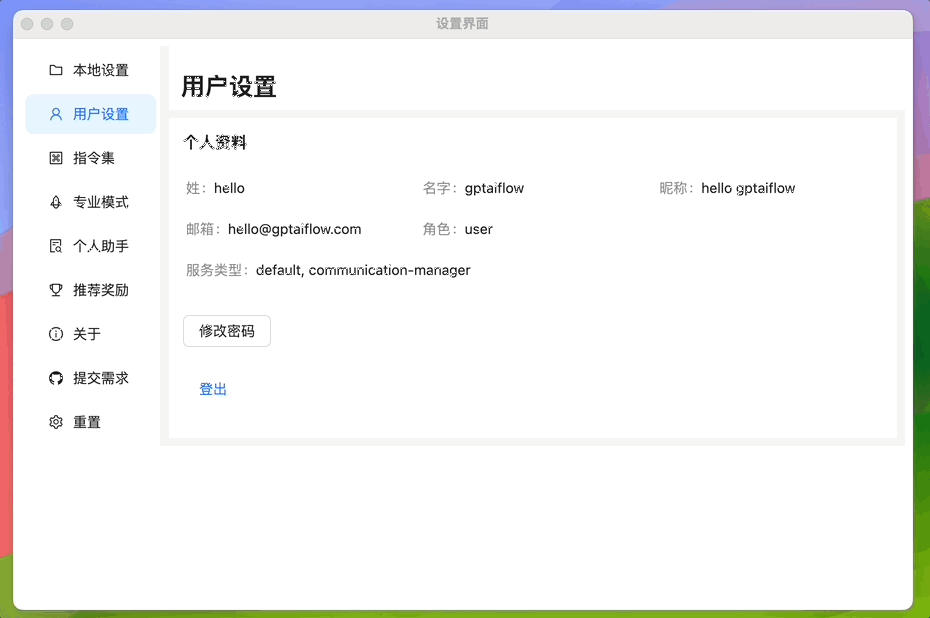 设置界面
本地设置
用户设置
指令集
专业模式
个人助手
推荐奖励
关于
提交需求
重置
用户设置
个人资料
姓: hello 名字: gptaiflow 昵称: hello gptaiflow
邮箱: hello@gptaiflow.com 角色: user
服务类型: default, communication-manager
修改密码
登出